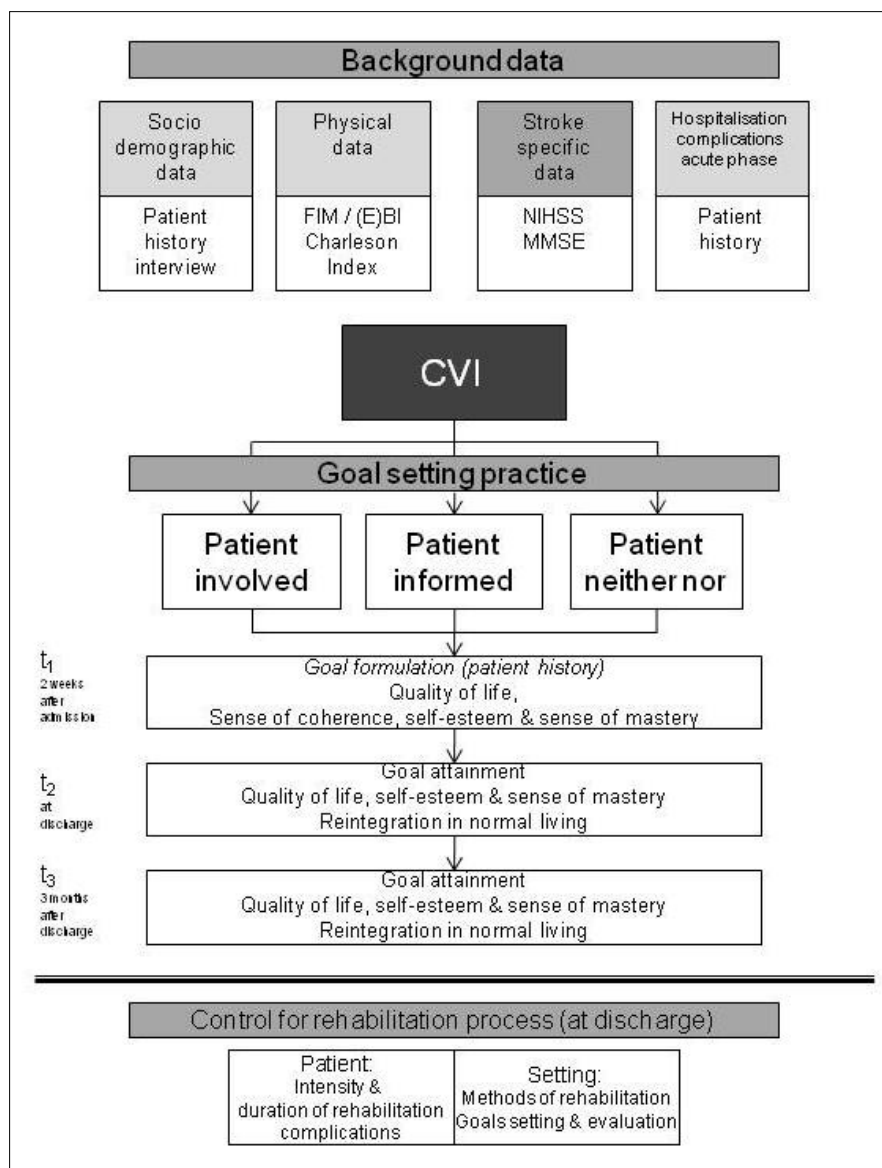 Background data
Socio
demographic
data
Patient
history
interview
Physical
data
FIM / (E)BI
Charleson
Index
Stroke
specific
data
NIHSS
MMSE
Hospitalisation
complications
acute phase
Patient
history
CVI
Goal setting practice
Patient
involved
Patient
informed
Patient
neither nor
t1
2 weeks
after
admission
Goal formulation (patient history)
Quality of life,
Sense of coherence, self-esteem & sense of mastery
t2
at
discharge
Goal attainment
Quality of life, self-esteem & sense of mastery
Reintegration in normal living
t3
3 months
after
discharge
Goal attainment
Quality of life, self-esteem & sense of mastery
Reintegration in normal living
Control for rehabilitation process (at discharge)
Patient:
Intensity &
duration of rehabilitation
complications
Setting:
Methods of rehabilitation
Goals setting & evaluation